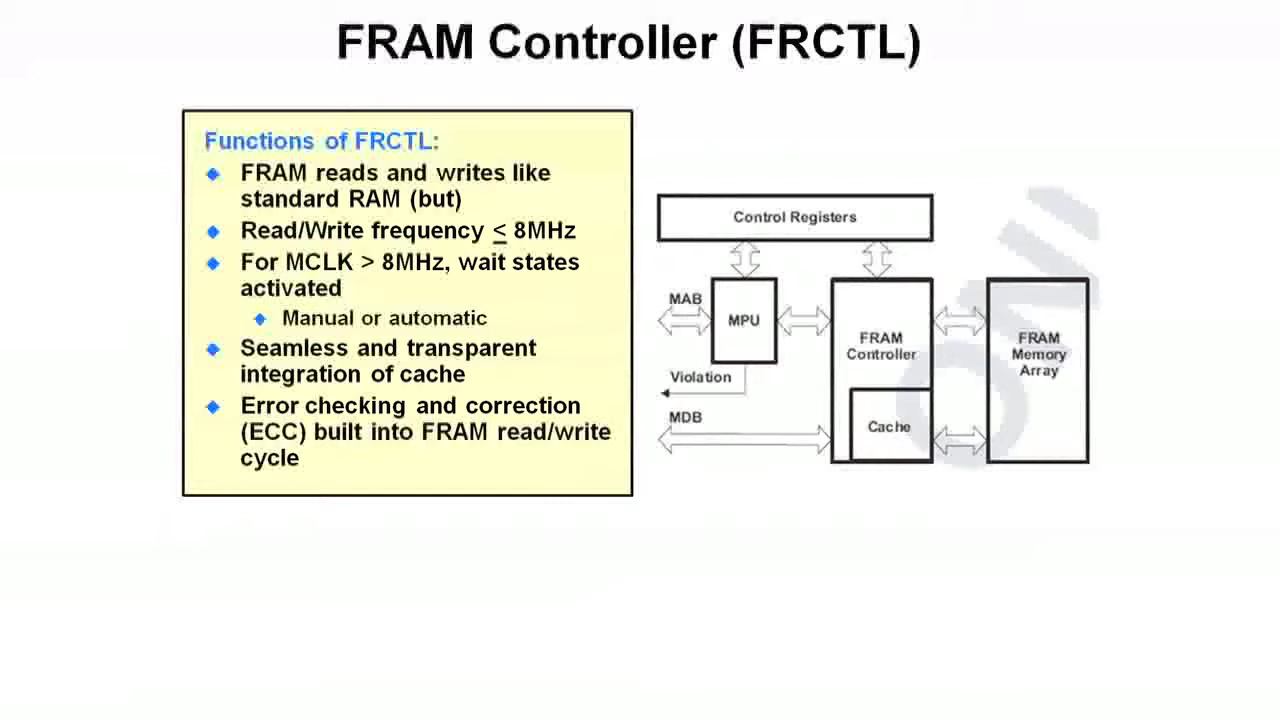 FRAM Controller (FRCTL)
Functions of FRCTL:
FRAM reads and writes like
standard RAM (but)
Read/Write frequency ≤ 8MHz
For MCLK > 8MHz, wait states
activated
Manual or automatic
Seamless and transparent
integration of cache
Error checking and correction
(ECC) built into FRAM read/write
cycle
Control Registers
MAB
MPU
FRAM
Controller
FRAM
Memory
Array
Violation
MDB
Cache